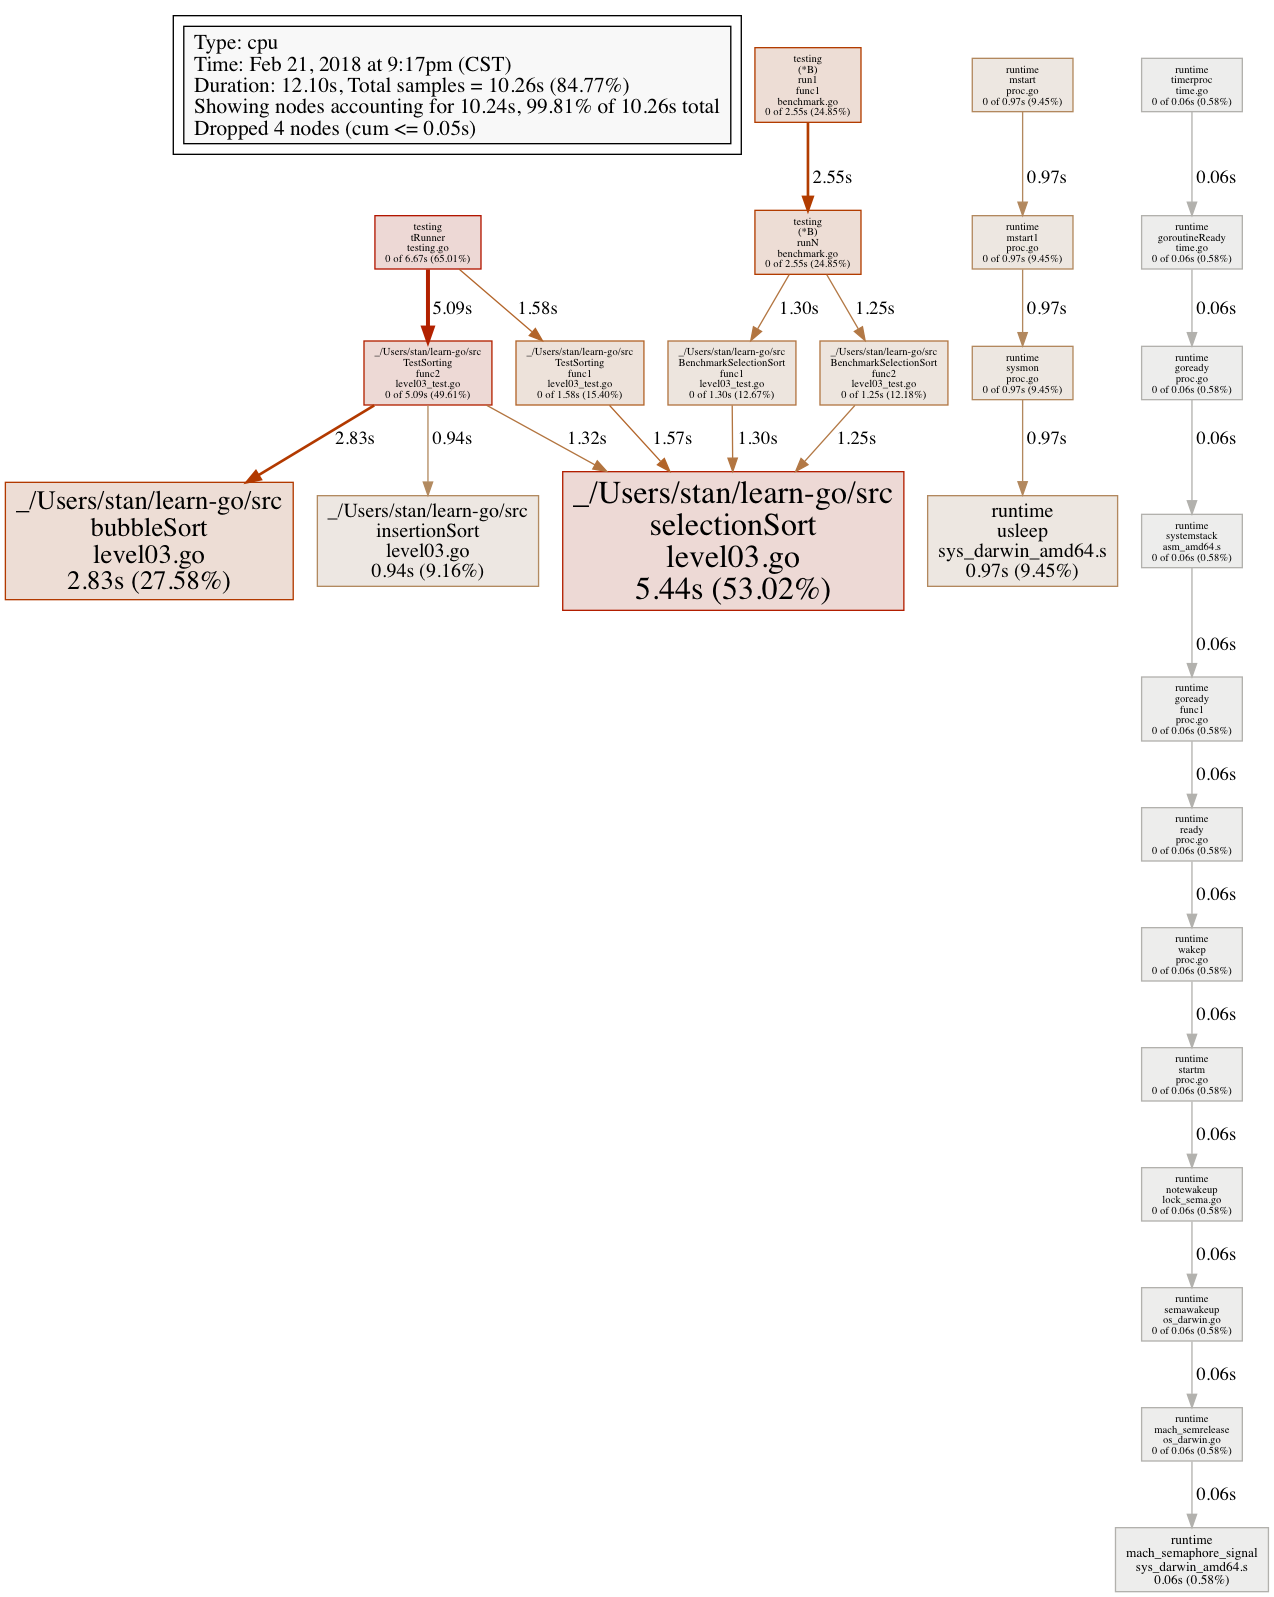 Type: cpu
Time: Feb 21, 2018 at 9:17pm (CST)
Duration: 12.10s, Total samples = 10.26s (84.77%)
Showing nodes accounting for 10.24s, 99.81% of 10.26s total
Dropped 4 nodes (cum <= 0.05s)
testing
(*B)
run1
func1
benchmark.go
0 of 2.55s (24.85%)
runtime
mstart
proc.go
0 of 0.97s (9.45%)
runtime
timerproc
time.go
0 of 0.06s (0.58%)
2.55s
0.97s
0.06s
testing
tRunner
testing.go
0 of 6.67s (65.01%)
testing
(*B)
runN
benchmark.go
0 of 2.55s (24.85%)
runtime
mstart1
proc.go
0 of 0.97s (9.45%)
runtime
goroutineReady
time.go
0 of 0.06s (0.58%)
5.09s
1.58s
1.30s
1.25s
0.97s
0.06s
_/Users/stan/learn-go/src
TestSorting
func2
level03_test.go
0 of 5.09s (49.61%)
_/Users/stan/learn-go/src
TestSorting
func1
level03_test.go
0 of 1.58s (15.40%)
_/Users/stan/learn-go/src
BenchmarkSelectionSort
func1
level03_test.go
0 of 1.30s (12.67%)
_/Users/stan/learn-go/src
BenchmarkSelectionSort
func2
level03_test.go
0 of 1.25s (12.18%)
runtime
sysmon
proc.go
0 of 0.97s (9.45%)
runtime
goready
proc.go
0 of 0.06s (0.58%)
2.83s
0.94s
1.32s
1.57s
1.30s
1.25s
0.97s
0.06s
_/Users/stan/learn-go/src
bubbleSort
level03.go
2.83s (27.58%)
_/Users/stan/learn-go/src
insertionSort
level03.go
0.94s (9.16%)
_/Users/stan/learn-go/src
selectionSort
level03.go
5.44s (53.02%)
runtime
usleep
sys_darwin_amd64.s
0.97s (9.45%)
runtime
systemstack
asm_amd64.s
0 of 0.06s (0.58%)
0.06s
runtime
goready
func1
proc.go
0 of 0.06s (0.58%)
0.06s
runtime
ready
proc.go
0 of 0.06s (0.58%)
0.06s
runtime
wakep
proc.go
0 of 0.06s (0.58%)
0.06s
runtime
startm
proc.go
0 of 0.06s (0.58%)
0.06s
runtime
notewakeup
lock_sema.go
0 of 0.06s (0.58%)
0.06s
runtime
semawakeup
os_darwin.go
0 of 0.06s (0.58%)
0.06s
runtime
mach_semrelease
os_darwin.go
0 of 0.06s (0.58%)
0.06s
runtime
mach_semaphore_signal
sys_darwin_amd64.s
0.06s (0.58%)